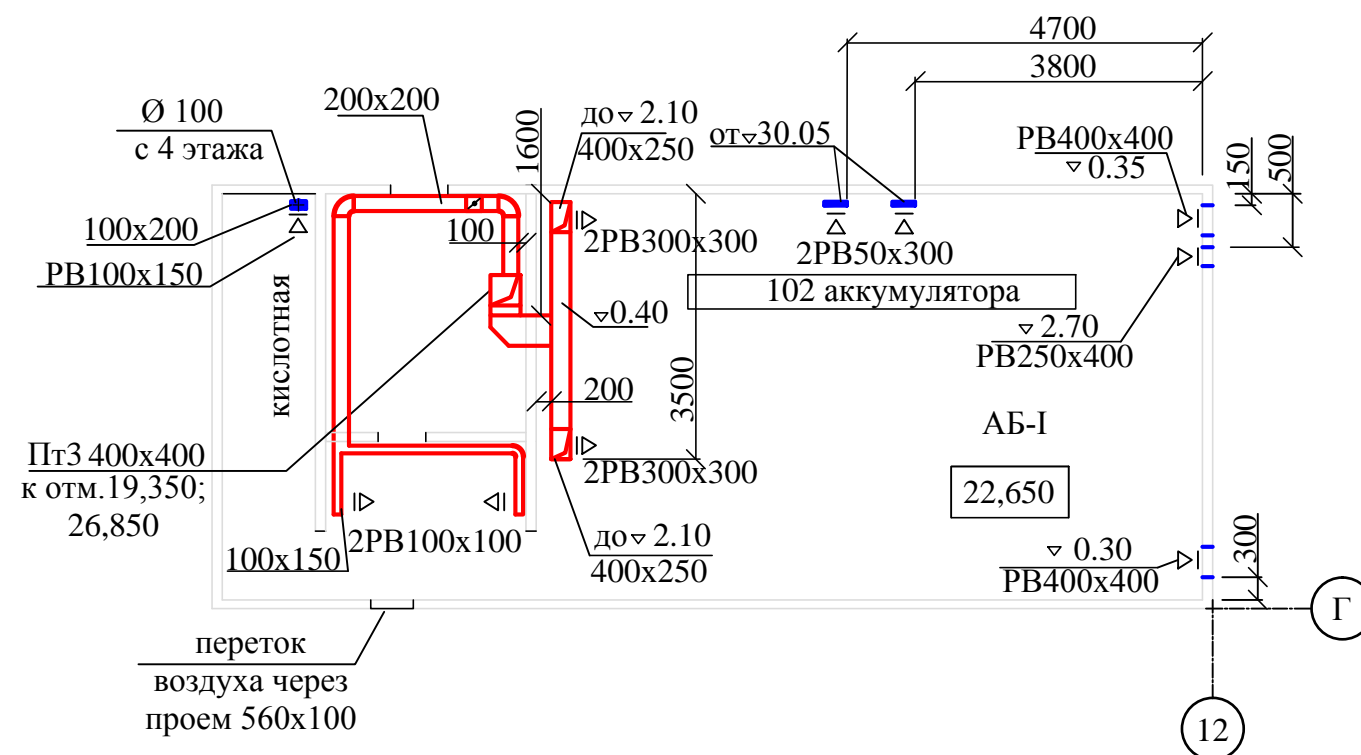 4700
3800
Ø 100
с 4 этажа
200х200
1600
до 2.10
400х250
от 30.05
РВ400х400
0.35
150
500
100х200
РВ100х150
100
2РВ300х300
2РВ50х300
102 аккумулятора
кислотная
0.40
2.70
РВ250х400
3500
200
АБ-I
Пт3 400х400
к отм.19,350;
26,850
2РВ300х300
22,650
2РВ100х100
100х150
до 2.10
400х250
0.30
РВ400х400
300
Г
переток
воздуха через
проем 560х100
12